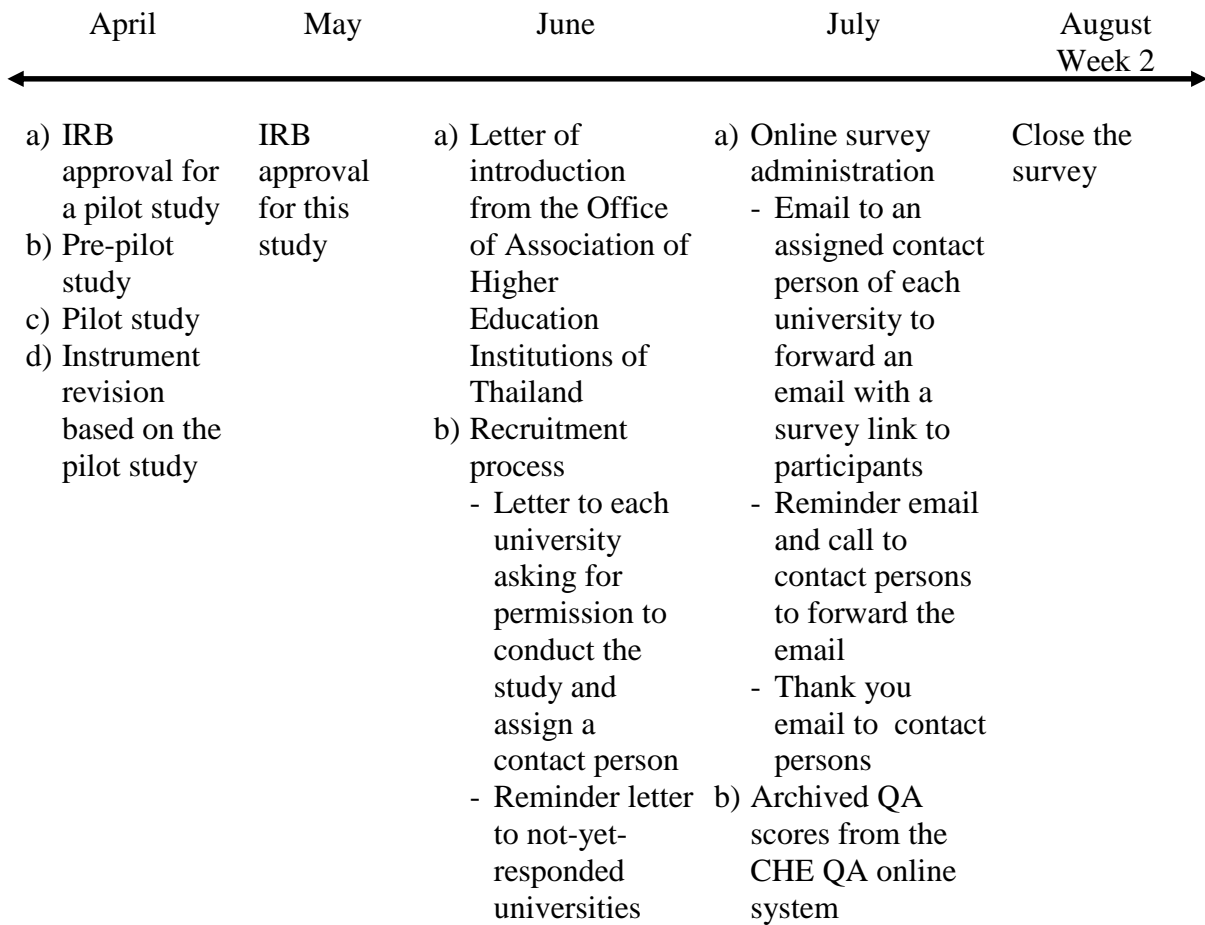 April
May
June
July
August
Week 2
a) IRB
approval for
a pilot study
b) Pre-pilot
study
c) Pilot study
d) Instrument
revision
based on the
pilot study
IRB
approval
for this
study
a) Letter of
introduction
from the Office
of Association of
Higher
Education
Institutions of
Thailand
b) Recruitment
process
- Letter to each
university
asking for
permission to
conduct the
study and
assign a
contact person
- Reminder letter
to not-yet-
responded
universities
a) Online survey
administration
- Email to an
assigned contact
person of each
university to
forward an
email with a
survey link to
participants
- Reminder email
and call to
contact persons
to forward the
email
- Thank you
email to contact
persons
b) Archived QA
scores from the
CHE QA online
system
Close the
survey